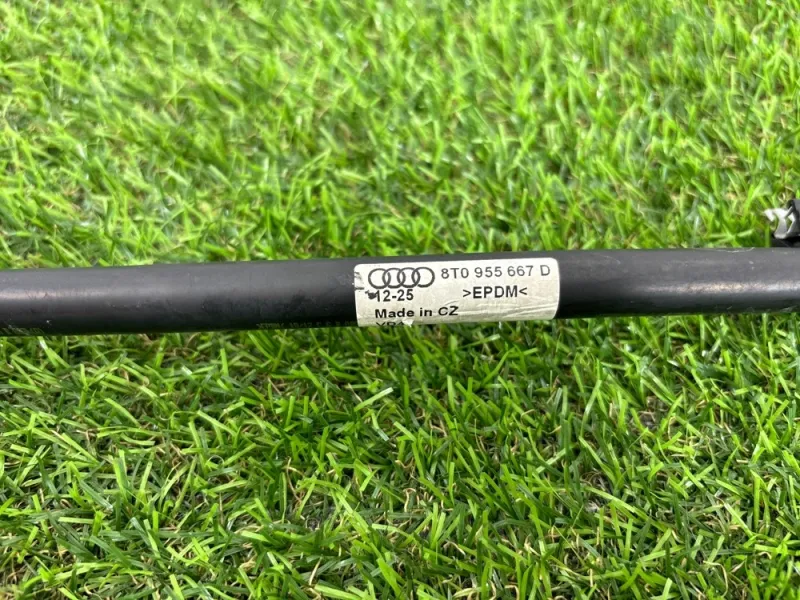 8T0 955 667 D
12-25 >EPDM<
Made in CZ